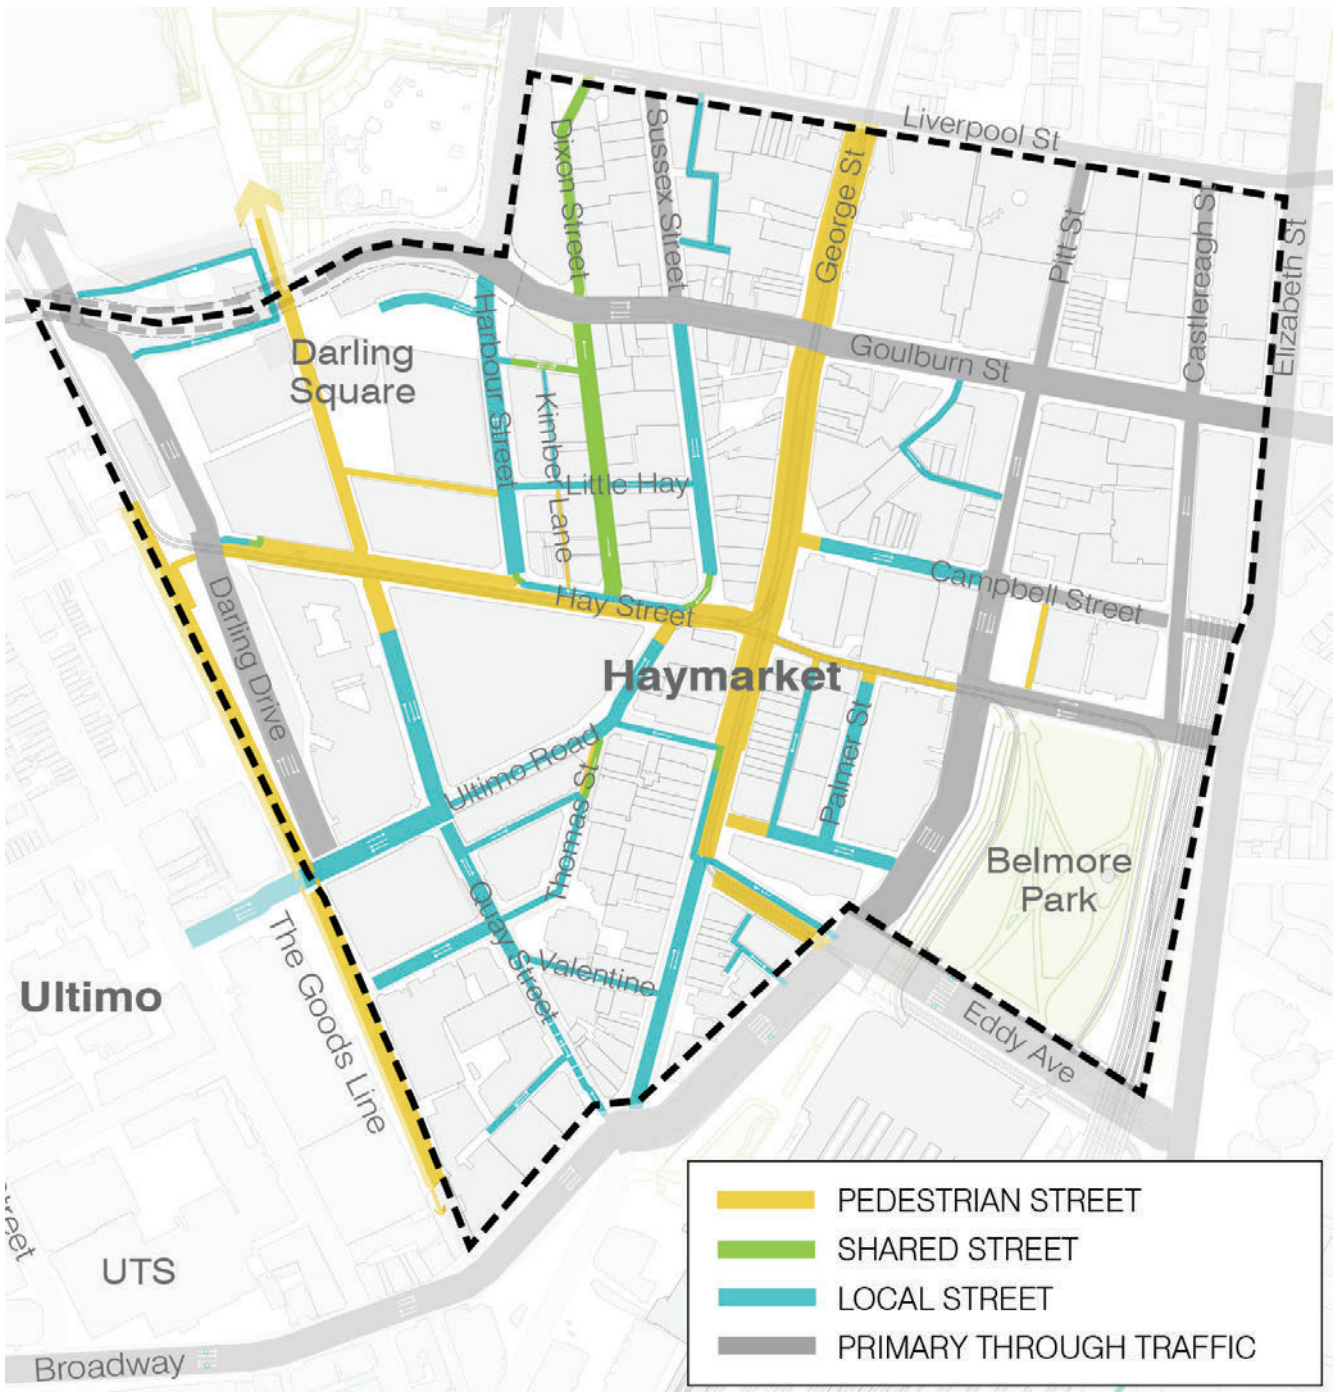 Liverpool St
Dixon Street
Sussex Street
George St
Pitt St
Castlereagh St
Elizabeth St
Darling
Square
Harbour Street
Goulburn St
Kimber Lane
Little Hay
Campbell Street
Hay Street
Darling Drive
Haymarket
Ultimo Road
Thomas St
Palmer St
Belmore
Park
Quay Street
Valentine
The Goods Line
Ultimo
Eddy Ave
UTS
Broadway
PEDESTRIAN STREET
SHARED STREET
LOCAL STREET
PRIMARY THROUGH TRAFFIC